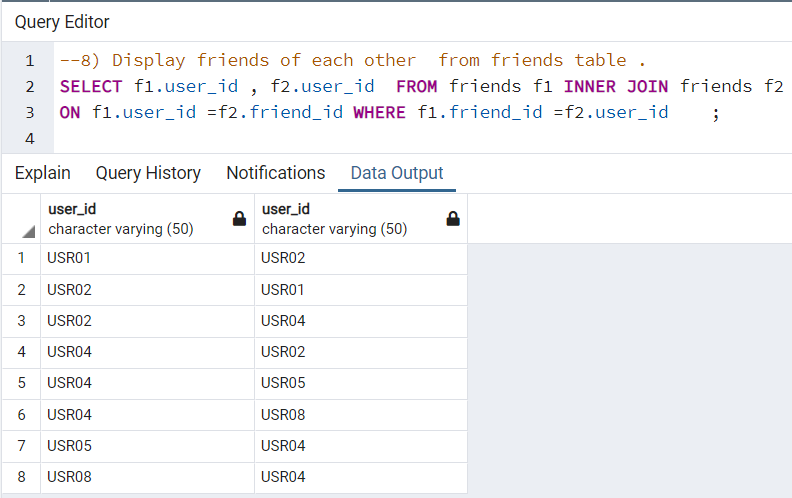 Query Editor
1 --8) Display friends of each other  from friends table .
2 SELECT f1.user_id , f2.user_id  FROM friends f1 INNER JOIN friends f2
3 ON f1.user_id =f2.friend_id WHERE f1.friend_id =f2.user_id    ;
4
Explain Query History Notifications Data Output
user_id user_id
character varying (50) character varying (50)
1 USR01 USR02
2 USR02 USR01
3 USR02 USR04
4 USR04 USR02
5 USR04 USR05
6 USR04 USR08
7 USR05 USR04
8 USR08 USR04